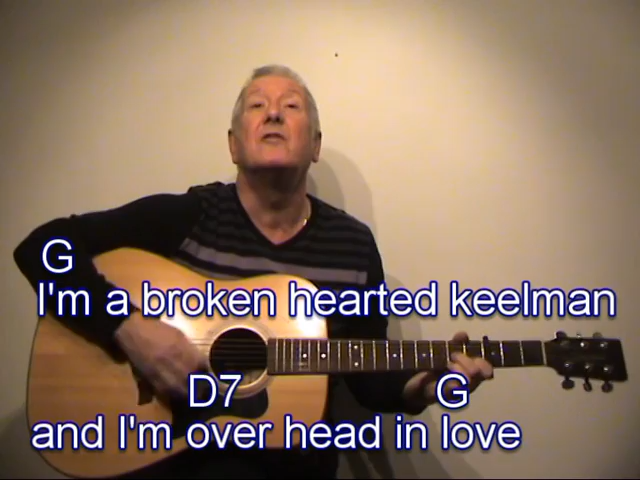 G
I'm a broken hearted keelman
D7 G
and I'm over head in love